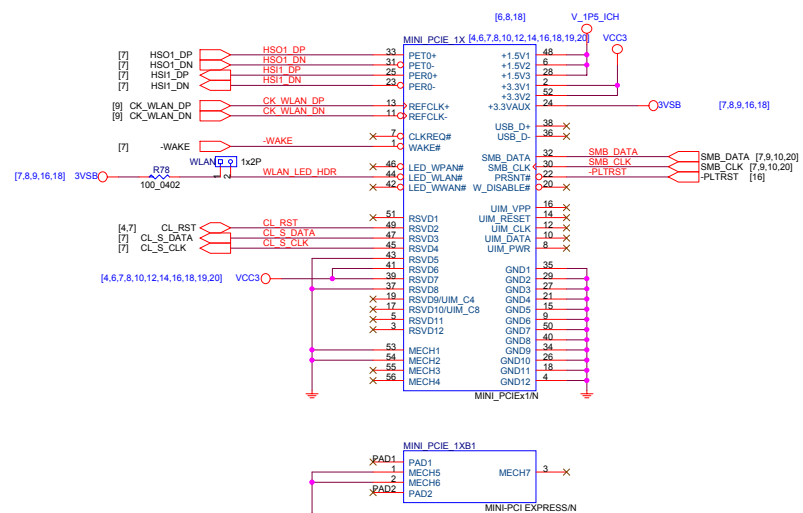 [6,8,18] V_1P5_ICH
MINI_PCIE_1X [4,6,7,8,10,12,14,16,18,19,20] VCC3
[7] HSO1_DP HSO1_DP 33 PET0+ +1.5V1 48
[7] HSO1_DN HSO1_DN 31 PET0- +1.5V2 6
[7] HSI1_DP HSI1_DP 25 PER0+ +1.5V3 28
[7] HSI1_DN HSI1_DN 23 PER0- +3.3V1 2
+3.3V2 52
[9] CK_WLAN_DP CK_WLAN_DP 13 REFCLK+ +3.3VAUX 24 3VSB [7,8,9,16,18]
[9] CK_WLAN_DN CK_WLAN_DN 11 REFCLK-
USB_D+ 38
7 CLKREQ# USB_D- 36
[7] -WAKE -WAKE 1 WAKE#
SMB_DATA 32 SMB_DATA SMB_DATA [7,9,10,20]
WLAN 1x2P 46 LED_WPAN# SMB_CLK 30 SMB_CLK SMB_CLK [7,9,10,20]
[7,8,9,16,18] 3VSB R78 1 2 WLAN_LED_HDR 44 LED_WLAN# PRSNT# 22 -PLTRST -PLTRST [16]
100_0402 42 LED_WWAN# W_DISABLE# 20
UIM_VPP 16
51 RSVD1 UIM_RESET 14
[4,7] CL_RST CL_RST 49 RSVD2 UIM_CLK 12
[7] CL_S_DATA CL_S_DATA 47 RSVD3 UIM_DATA 10
[7] CL_S_CLK CL_S_CLK 45 RSVD4 UIM_PWR 8
43 RSVD5
41 RSVD6 GND1 35
[4,6,7,8,10,12,14,16,18,19,20] VCC3 39 RSVD7 GND2 29
37 RSVD8 GND3 27
19 RSVD9/UIM_C4 GND4 21
17 RSVD10/UIM_C8 GND5 15
5 RSVD11 GND6 9
3 RSVD12 GND7 50
GND8 40
53 MECH1 GND9 34
54 MECH2 GND10 26
55 MECH3 GND11 18
56 MECH4 GND12 4
MINI_PCIEx1/N
MINI_PCIE_1XB1
PAD1 PAD1
1 MECH5 MECH7 3
2 MECH6
PAD2 PAD2
MINI-PCI EXPRESS/N